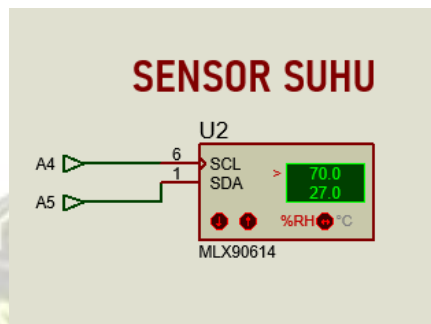 SENSOR SUHU
U2
A4 6 SCL > 70.0
A5 1 SDA 27.0
%RH °C
MLX90614